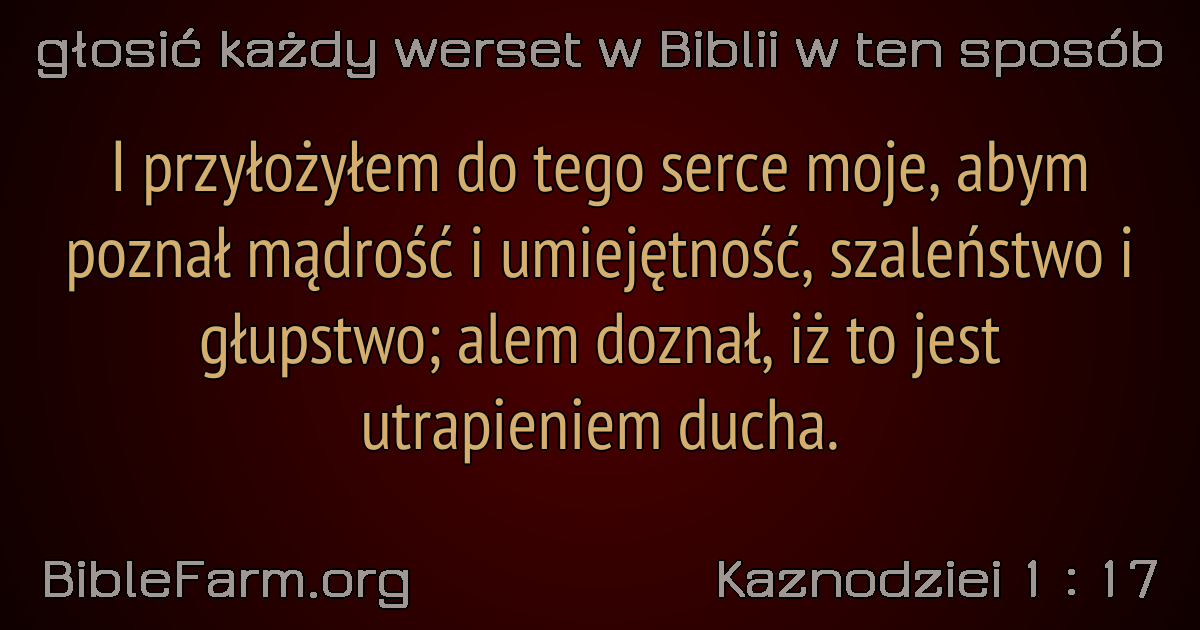 głosić każdy werset w Biblii w ten sposób
I przyłożyłem do tego serce moje, abym
poznał mądrość i umiejętność, szaleństwo i
głupstwo; alem doznał, iż to jest
utrapieniem ducha.
BibleFarm.org
Kaznodziei 1 : 17